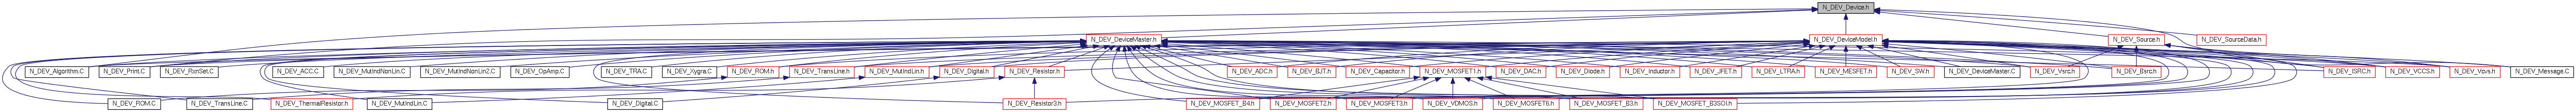 N_DEV_Device.h
N_DEV_DeviceMaster.h
N_DEV_DeviceModel.h
N_DEV_Source.h
N_DEV_SourceData.h
N_DEV_Algorithm.C
N_DEV_Print.C
N_DEV_RxnSet.C
N_DEV_ACC.C
N_DEV_MutIndNonLin.C
N_DEV_MutIndNonLin2.C
N_DEV_OpAmp.C
N_DEV_TRA.C
N_DEV_Xygra.C
N_DEV_ROM.h
N_DEV_TransLine.h
N_DEV_MutIndLin.h
N_DEV_Digital.h
N_DEV_Resistor.h
N_DEV_ADC.h
N_DEV_BJT.h
N_DEV_Capacitor.h
N_DEV_MOSFET1.h
N_DEV_DAC.h
N_DEV_Diode.h
N_DEV_Inductor.h
N_DEV_JFET.h
N_DEV_LTRA.h
N_DEV_MESFET.h
N_DEV_SW.h
N_DEV_DeviceMaster.C
N_DEV_Vsrc.h
N_DEV_Bsrc.h
N_DEV_ISRC.h
N_DEV_VCCS.h
N_DEV_Vcvs.h
N_DEV_Message.C
N_DEV_ROM.C
N_DEV_TransLine.C
N_DEV_ThermalResistor.h
N_DEV_MutIndLin.C
N_DEV_Digital.C
N_DEV_Resistor3.h
N_DEV_MOSFET_B4.h
N_DEV_MOSFET2.h
N_DEV_MOSFET3.h
N_DEV_VDMOS.h
N_DEV_MOSFET6.h
N_DEV_MOSFET_B3.h
N_DEV_MOSFET_B3SOI.h